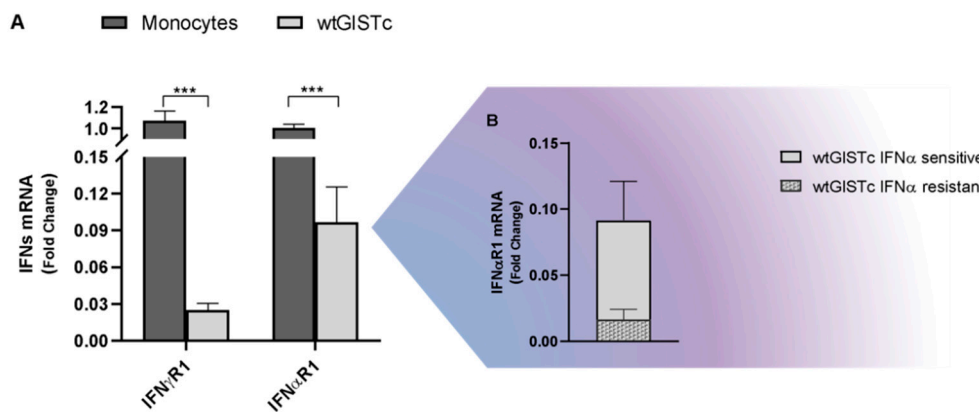 A
Monocytes
wtGISTc
***
***
1.2
1.0
0.15
0.12
0.09
0.06
0.03
0.00
IFNs mRNA
(Fold Change)
IFNγR1
IFNαR1
B
0.15
0.10
0.05
0.00
IFNαR1 mRNA
(Fold Change)
wtGISTc IFNα sensitive
wtGISTc IFNα resistan